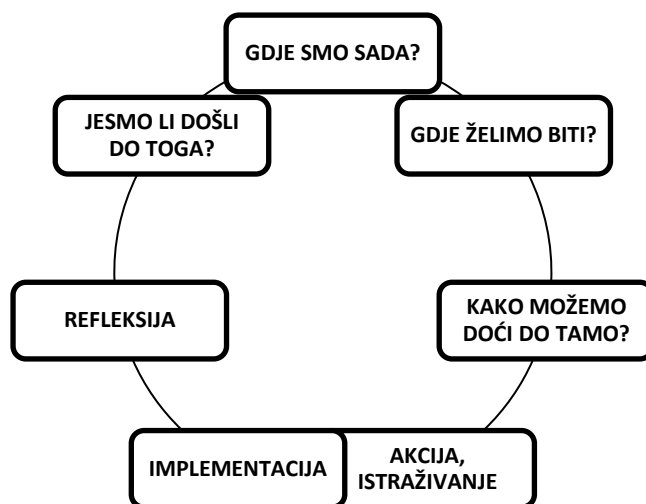 GDJE SMO SADA?
GDJE ŽELIMO BITI?
KAKO MOŽEMO
DOĆI DO TAMO?
AKCIJA,
ISTRAŽIVANJE
IMPLEMENTACIJA
REFLEKSIJA
JESMO LI DOŠLI
DO TOGA?